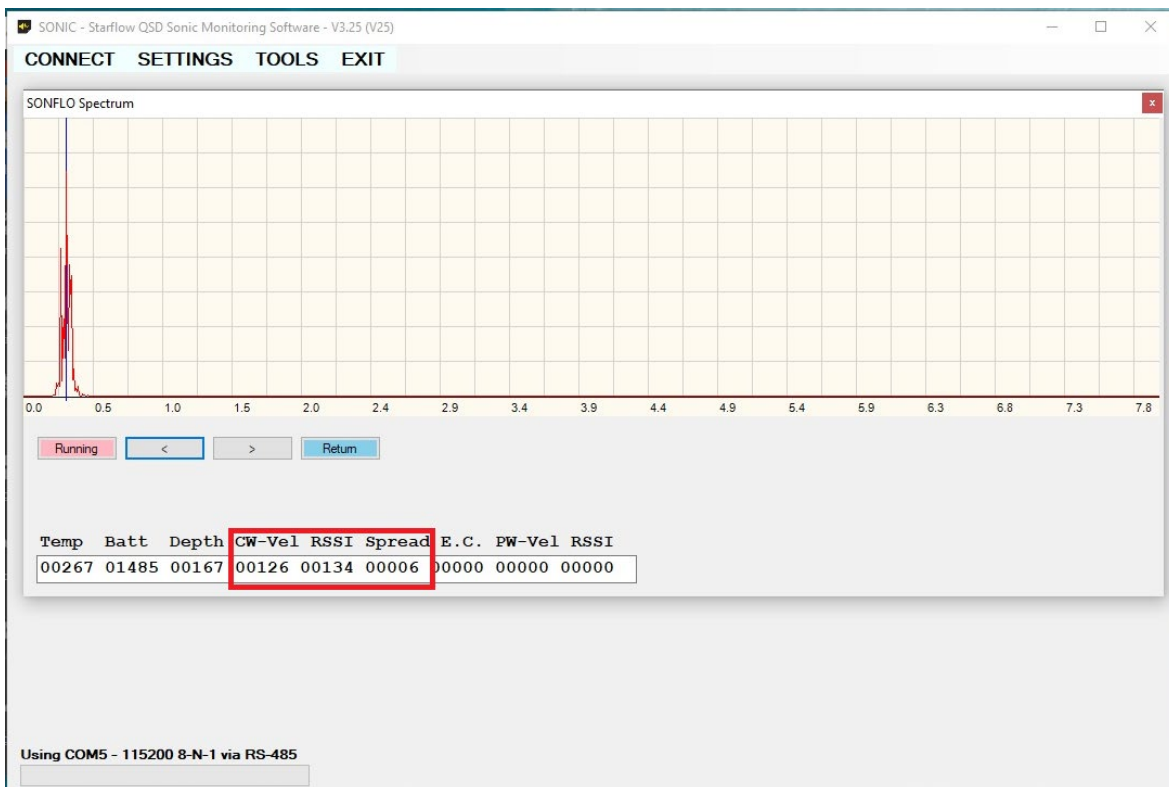 SONIC - Starflow QSD Sonic Monitoring Software - V3.25 (V25)
CONNECT SETTINGS TOOLS EXIT
SONFLO Spectrum
x
0.0 0.5 1.0 1.5 2.0 2.4 2.9 3.4 3.9 4.4 4.9 5.4 5.9 6.3 6.8 7.3 7.8
Running < > Return
Temp Batt Depth CW-Vel RSSI Spread E.C. PW-Vel RSSI
00267 01485 00167 00126 00134 00006 00000 00000 00000
Using COM5 - 115200 8-N-1 via RS-485